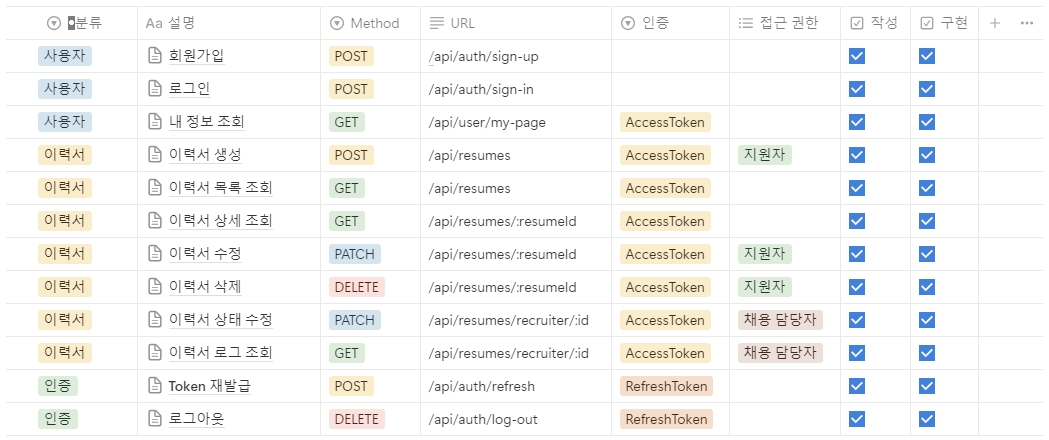 분류 Aa 설명 Method URL 인증 접근 권한 작성 구현
사용자 회원가입 POST /api/auth/sign-up
사용자 로그인 POST /api/auth/sign-in
사용자 내 정보 조회 GET /api/user/my-page AccessToken
이력서 이력서 생성 POST /api/resumes AccessToken 지원자
이력서 이력서 목록 조회 GET /api/resumes AccessToken
이력서 이력서 상세 조회 GET /api/resumes/:resumeId AccessToken
이력서 이력서 수정 PATCH /api/resumes/:resumeId AccessToken 지원자
이력서 이력서 삭제 DELETE /api/resumes/:resumeId AccessToken 지원자
이력서 이력서 상태 수정 PATCH /api/resumes/recruiter/:id AccessToken 채용 담당자
이력서 이력서 로그 조회 GET /api/resumes/recruiter/:id AccessToken 채용 담당자
인증 Token 재발급 POST /api/auth/refresh RefreshToken
인증 로그아웃 DELETE /api/auth/log-out RefreshToken